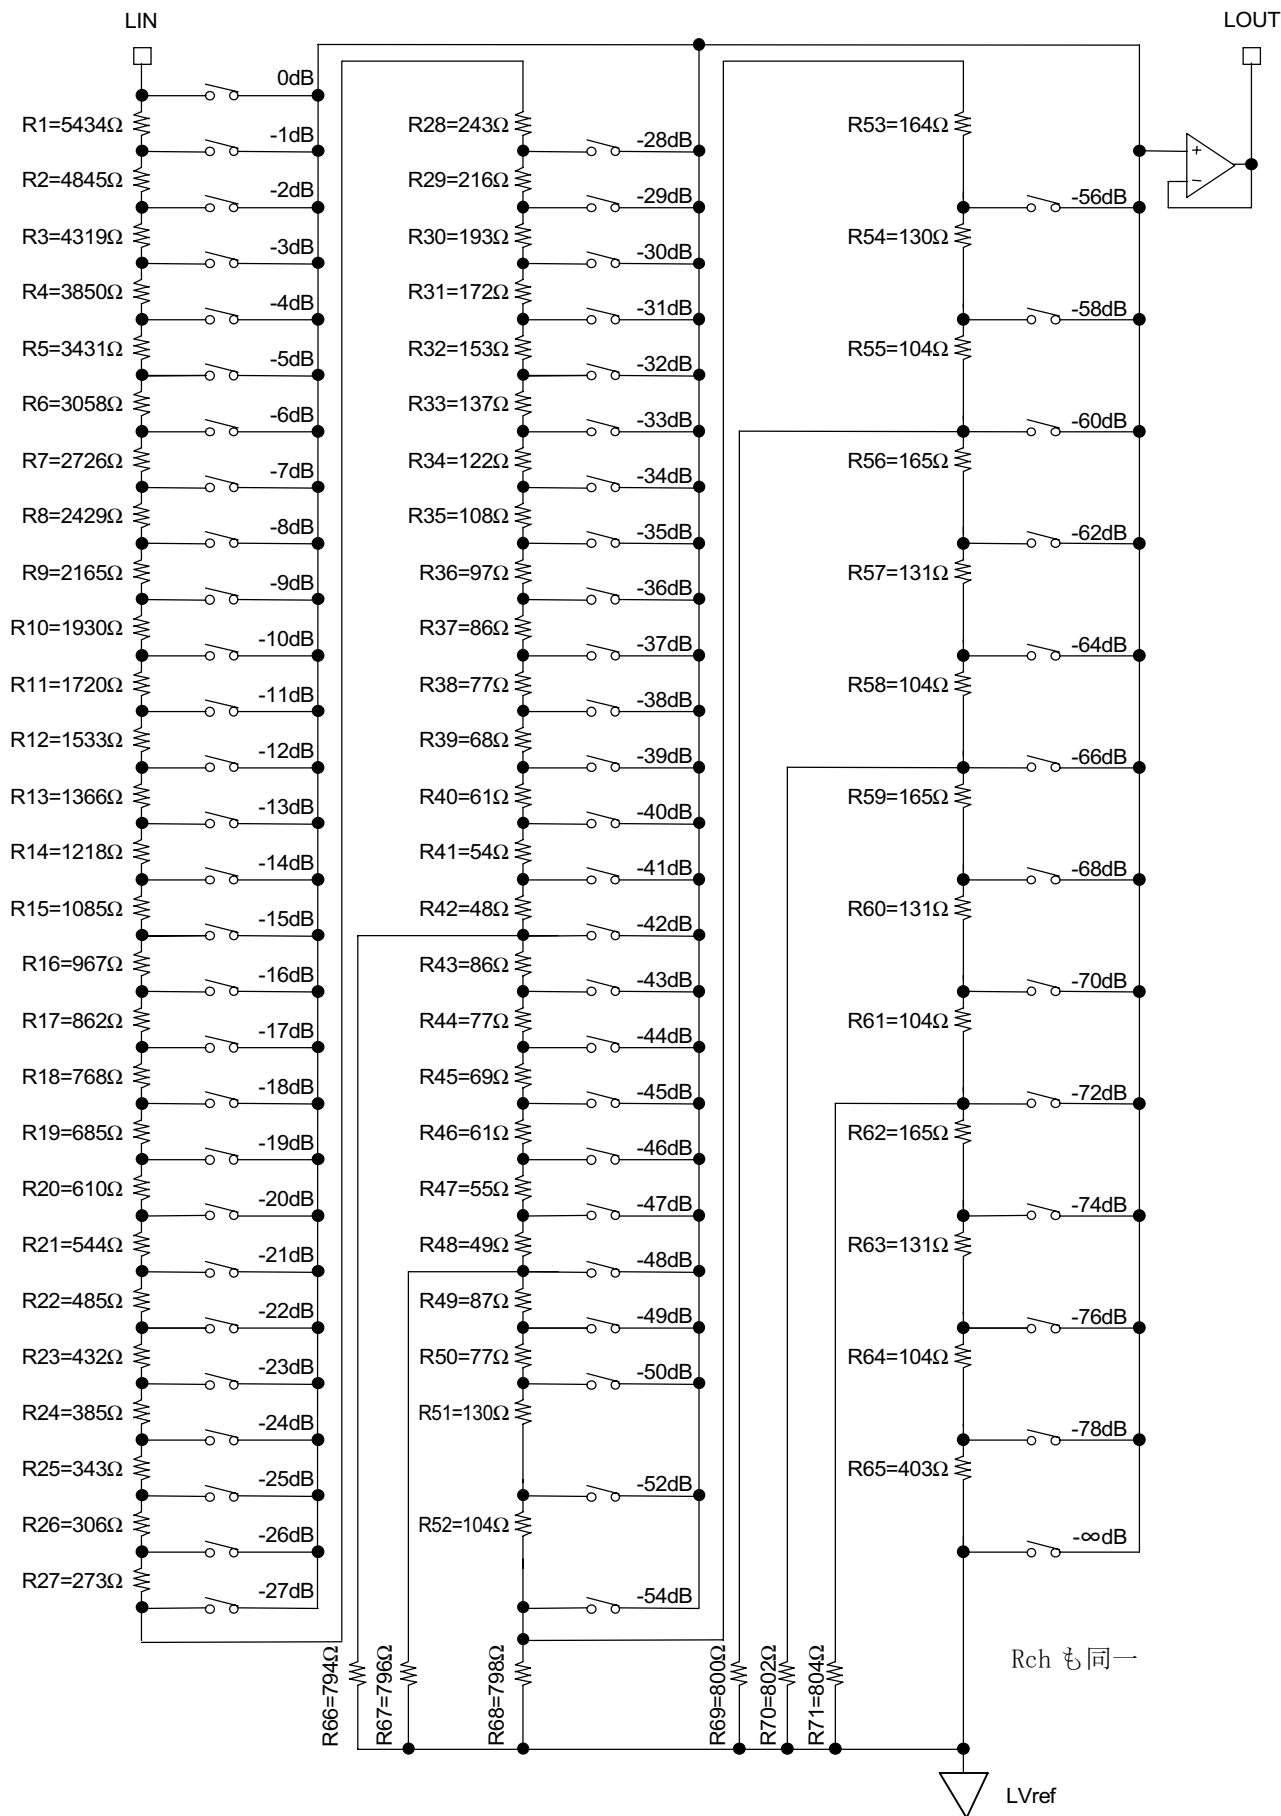 LIN
LOUT
0dB
R1=5434Ω
-1dB
R2=4845Ω
-2dB
R3=4319Ω
-3dB
R4=3850Ω
-4dB
R5=3431Ω
-5dB
R6=3058Ω
-6dB
R7=2726Ω
-7dB
R8=2429Ω
-8dB
R9=2165Ω
-9dB
R10=1930Ω
-10dB
R11=1720Ω
-11dB
R12=1533Ω
-12dB
R13=1366Ω
-13dB
R14=1218Ω
-14dB
R15=1085Ω
-15dB
R16=967Ω
-16dB
R17=862Ω
-17dB
R18=768Ω
-18dB
R19=685Ω
-19dB
R20=610Ω
-20dB
R21=544Ω
-21dB
R22=485Ω
-22dB
R23=432Ω
-23dB
R24=385Ω
-24dB
R25=343Ω
-25dB
R26=306Ω
-26dB
R27=273Ω
-27dB
R28=243Ω
-28dB
R29=216Ω
-29dB
R30=193Ω
-30dB
R31=172Ω
-31dB
R32=153Ω
-32dB
R33=137Ω
-33dB
R34=122Ω
-34dB
R35=108Ω
-35dB
R36=97Ω
-36dB
R37=86Ω
-37dB
R38=77Ω
-38dB
R39=68Ω
-39dB
R40=61Ω
-40dB
R41=54Ω
-41dB
R42=48Ω
-42dB
R43=86Ω
-43dB
R44=77Ω
-44dB
R45=69Ω
-45dB
R46=61Ω
-46dB
R47=55Ω
-47dB
R48=49Ω
-48dB
R49=87Ω
-49dB
R50=77Ω
-50dB
R51=130Ω
-52dB
R52=104Ω
-54dB
R53=164Ω
-56dB
R54=130Ω
-58dB
R55=104Ω
-60dB
R56=165Ω
-62dB
R57=131Ω
-64dB
R58=104Ω
-66dB
R59=165Ω
-68dB
R60=131Ω
-70dB
R61=104Ω
-72dB
R62=165Ω
-74dB
R63=131Ω
-76dB
R64=104Ω
-78dB
R65=403Ω
-∞dB
+
−
R66=794Ω
R67=796Ω
R68=798Ω
R69=800Ω
R70=802Ω
R71=804Ω
Rch も同一
LVref